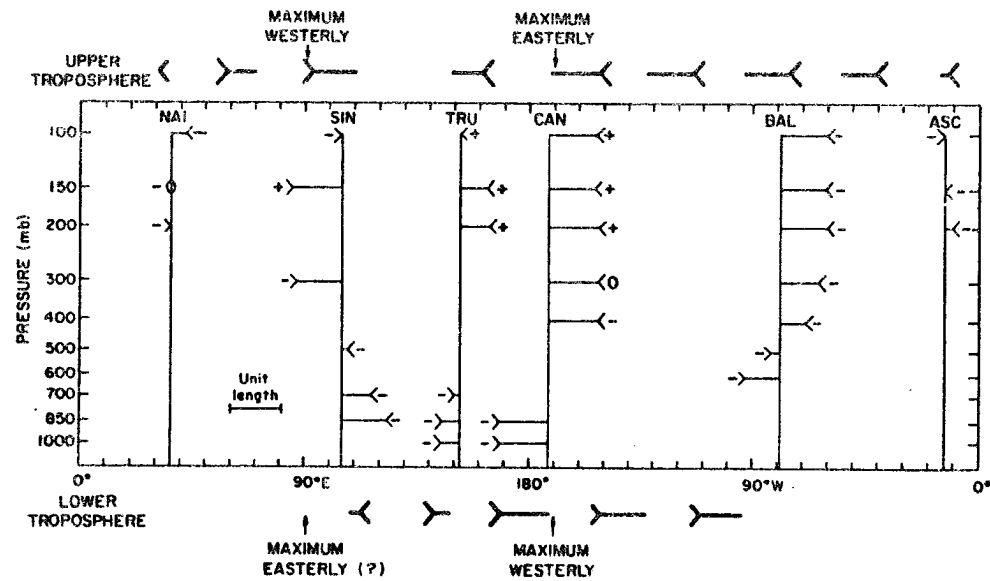 MAXIMUM
WESTERLY
MAXIMUM
EASTERLY
UPPER
TROPOSPHERE
NAI SIN TRU CAN BAL ASC
100
150
200
300
400
500
600
700
850
1000
PRESSURE (mb)
Unit
length
0° 90°E 180° 90°W 0°
LOWER
TROPOSPHERE
MAXIMUM
EASTERLY (?)
MAXIMUM
WESTERLY